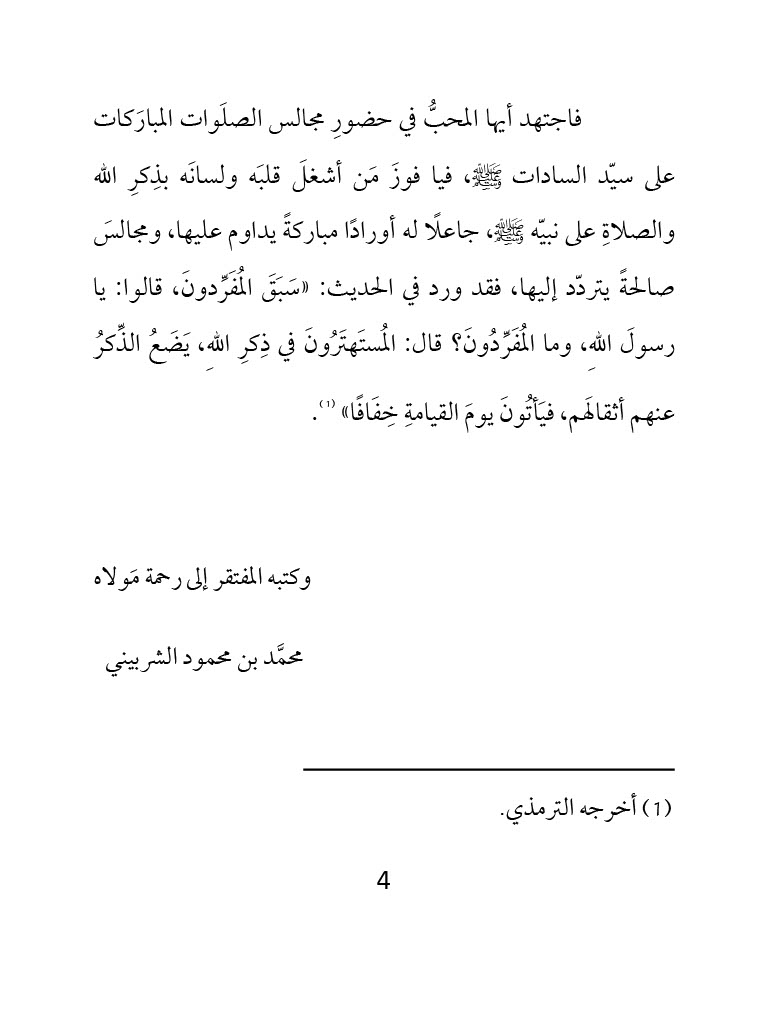 فاجتهد أيها المحبُّ في حضورِ مجالس الصلَوات المبارَكات
على سيّد السادات ﷺ، فيا فوزَ مَن أشغلَ قلبَه ولسانَه بذِكرِ الله
والصلاةِ على نبيّه ﷺ، جاعلًا له أورادًا مباركةً يداوم عليها، ومجالسَ
صالحةً يتردّد إليها، فقد ورد في الحديث: «سَبَقَ المُفَرِّدونَ، قالوا: يا
رسولَ اللهِ، وما المُفَرِّدُونَ؟ قال: المُستَهتَرُونَ في ذِكرِ اللهِ، يَضَعُ الذِّكرُ
عنهم أثقالَهم، فيَأتُونَ يومَ القيامةِ خِفَافًا» (١).
وكتبه المفتقر إلى رحمة مَولاه
محمَّد بن محمود الشربيني
(١) أخرجه الترمذي.
4